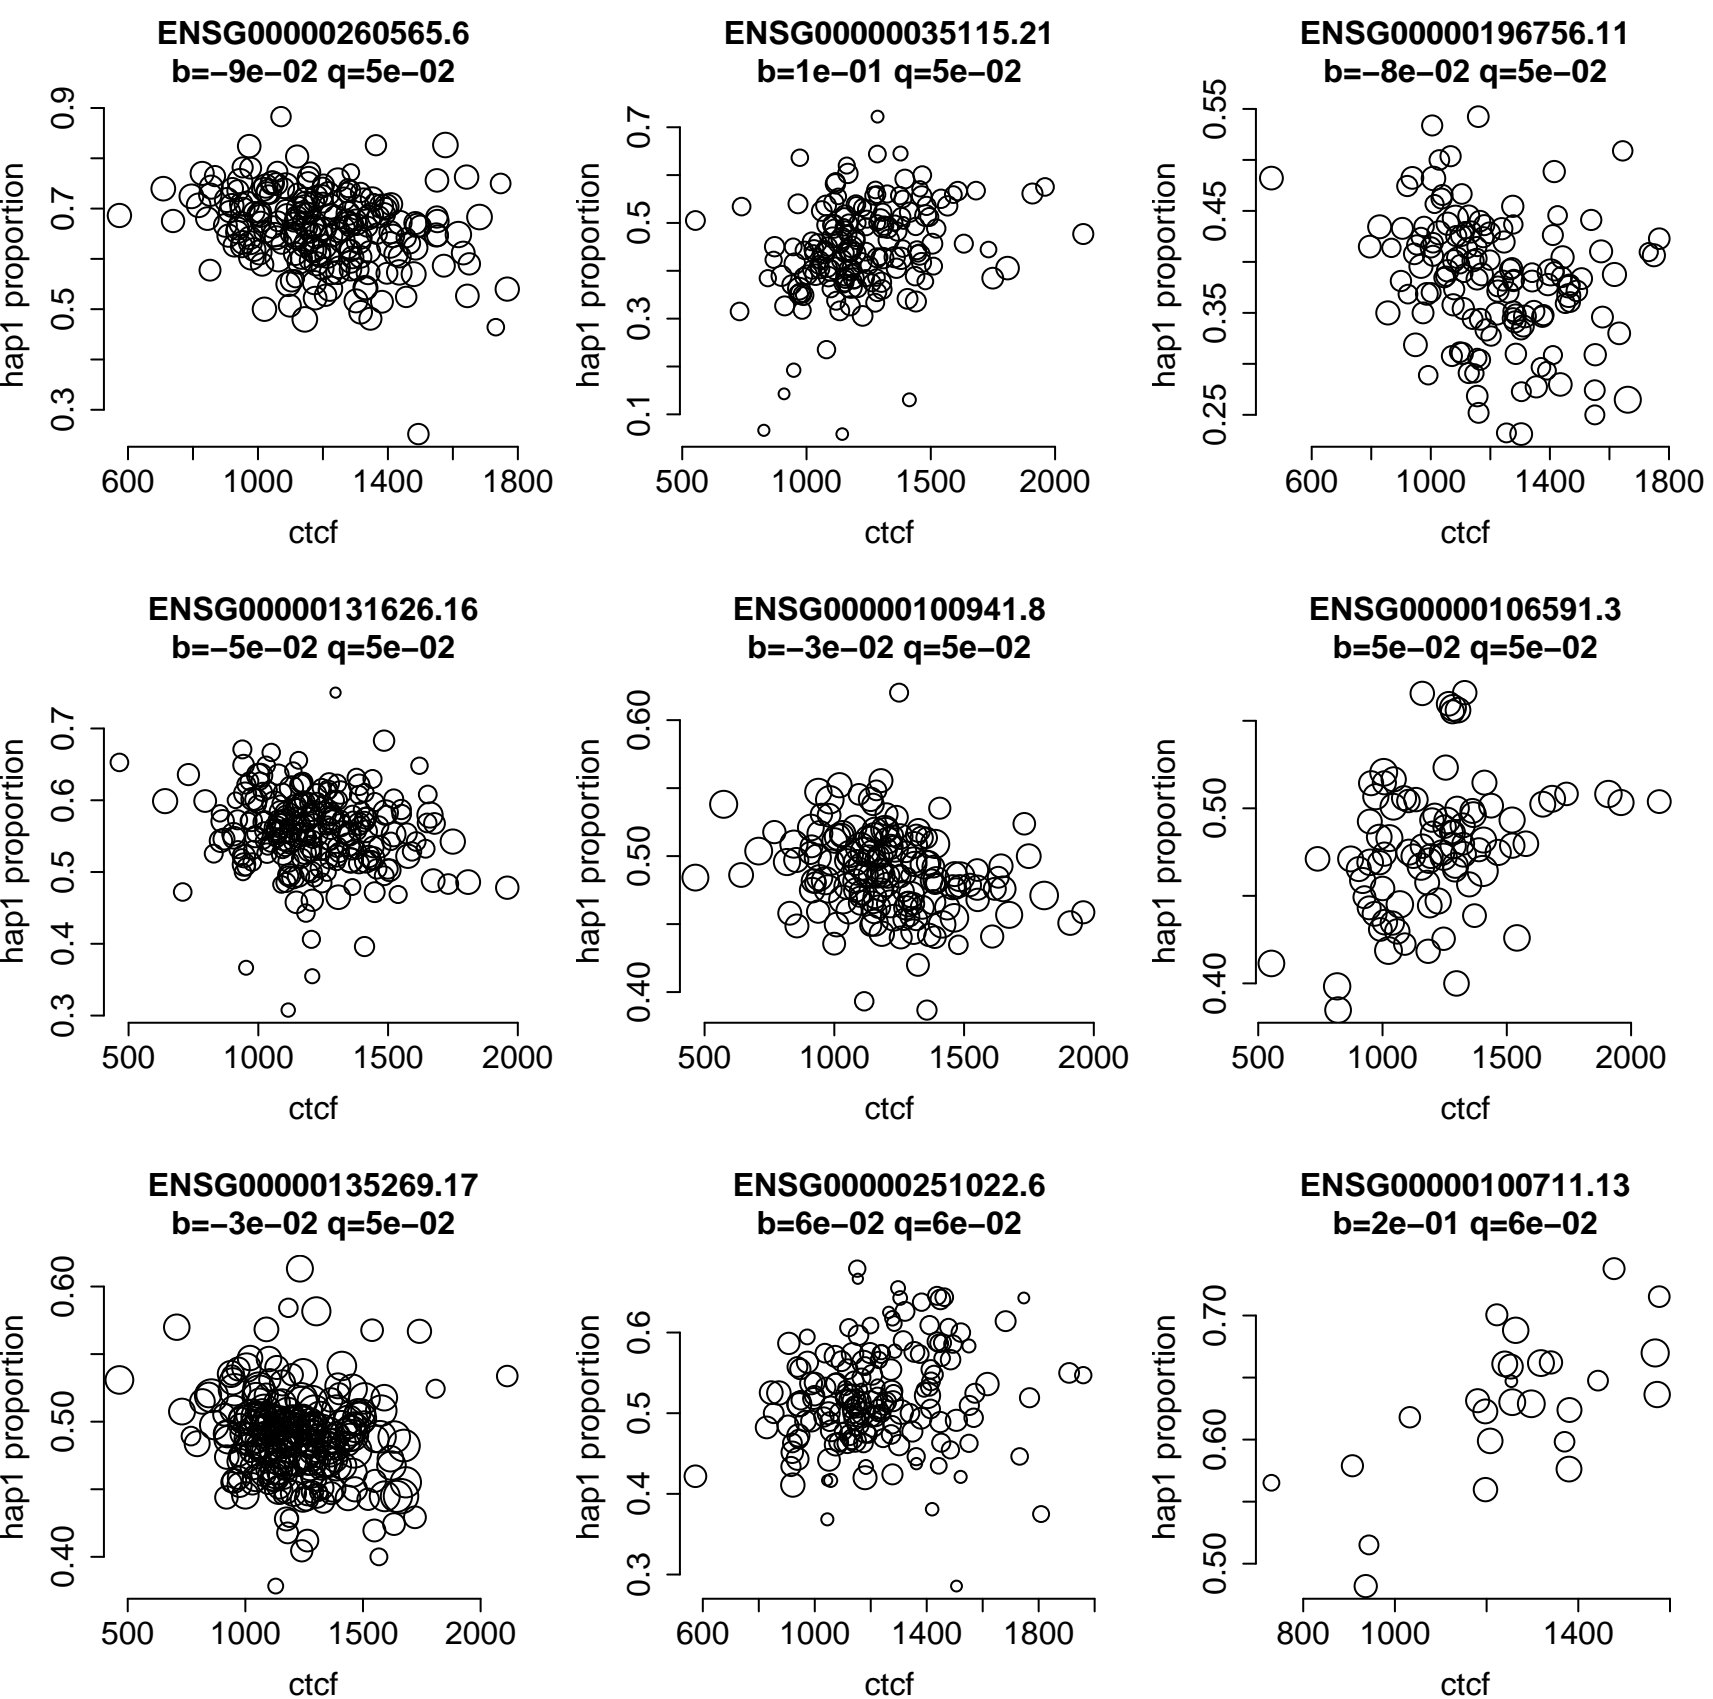 ENSG00000260565.6
b=−9e−02 q=5e−02
hap1 proportion
0.3 0.5 0.7 0.9
600 1000 1400 1800
ctcf
ENSG00000035115.21
b=1e−01 q=5e−02
hap1 proportion
0.1 0.3 0.5 0.7
500 1000 1500 2000
ctcf
ENSG00000196756.11
b=−8e−02 q=5e−02
hap1 proportion
0.25 0.35 0.45 0.55
600 1000 1400 1800
ctcf
ENSG00000131626.16
b=−5e−02 q=5e−02
hap1 proportion
0.3 0.4 0.5 0.6 0.7
500 1000 1500 2000
ctcf
ENSG00000100941.8
b=−3e−02 q=5e−02
hap1 proportion
0.40 0.50 0.60
500 1000 1500 2000
ctcf
ENSG00000106591.3
b=5e−02 q=5e−02
hap1 proportion
0.40 0.50
500 1000 1500 2000
ctcf
ENSG00000135269.17
b=−3e−02 q=5e−02
hap1 proportion
0.40 0.50 0.60
500 1000 1500 2000
ctcf
ENSG00000251022.6
b=6e−02 q=6e−02
hap1 proportion
0.3 0.4 0.5 0.6
600 1000 1400 1800
ctcf
ENSG00000100711.13
b=2e−01 q=6e−02
hap1 proportion
0.50 0.60 0.70
800 1000 1400
ctcf